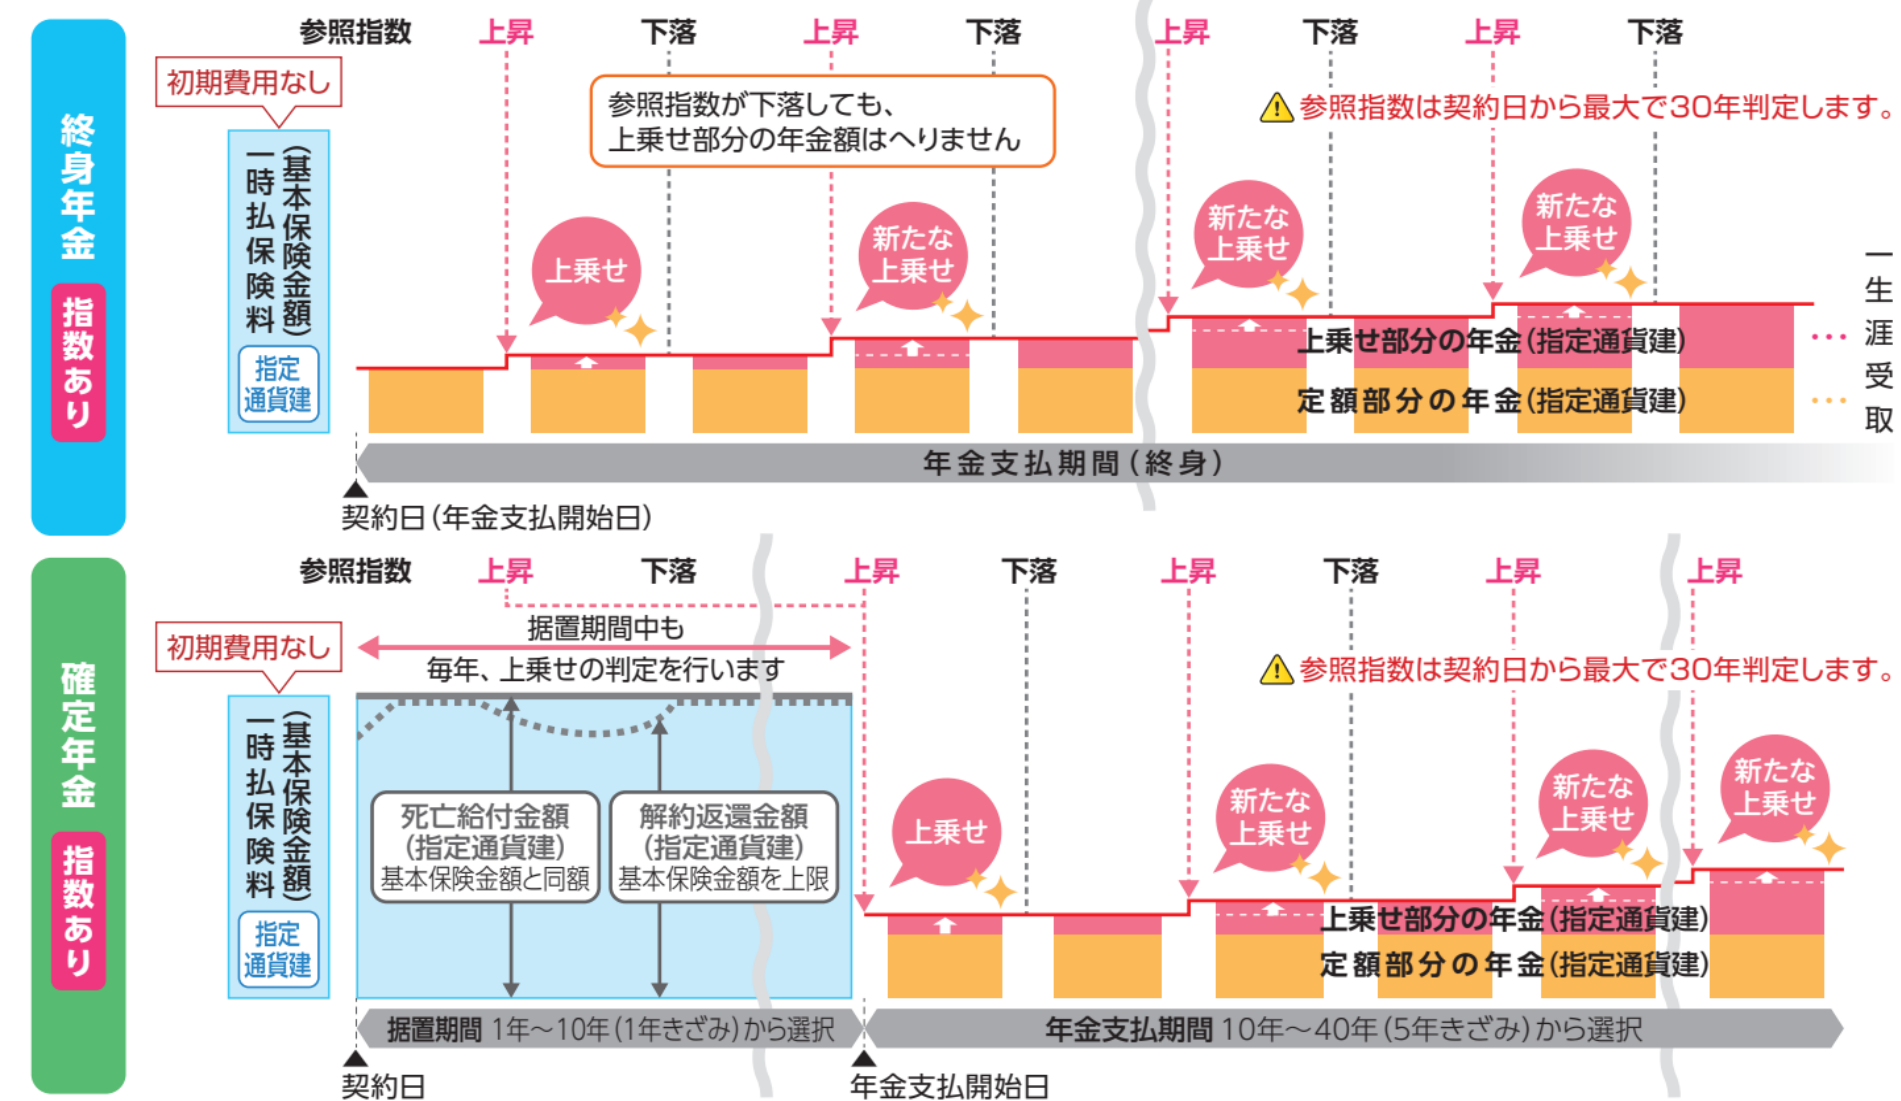 終身年金
指数あり
参照指数
上昇
下落
上昇
下落
上昇
下落
上昇
下落
初期費用なし
一時払保険料
(基本保険金額)
指定
通貨建
参照指数が下落しても、
上乗せ部分の年金額はへりません
参照指数は契約日から最大で30年判定します。
上乗せ
新たな
上乗せ
新たな
上乗せ
新たな
上乗せ
上乗せ部分の年金(指定通貨建)
定額部分の年金(指定通貨建)
…
…
一生涯受取
年金支払期間(終身)
契約日(年金支払開始日)
確定年金
指数あり
参照指数
上昇
下落
上昇
下落
上昇
下落
上昇
上昇
初期費用なし
据置期間中も
毎年、上乗せの判定を行います
参照指数は契約日から最大で30年判定します。
一時払保険料
(基本保険金額)
指定
通貨建
死亡給付金額
(指定通貨建)
基本保険金額と同額
解約返還金額
(指定通貨建)
基本保険金額を上限
上乗せ
新たな
上乗せ
新たな
上乗せ
新たな
上乗せ
上乗せ部分の年金(指定通貨建)
定額部分の年金(指定通貨建)
据置期間 1年~10年(1年きざみ)から選択
年金支払期間 10年~40年(5年きざみ)から選択
契約日
年金支払開始日